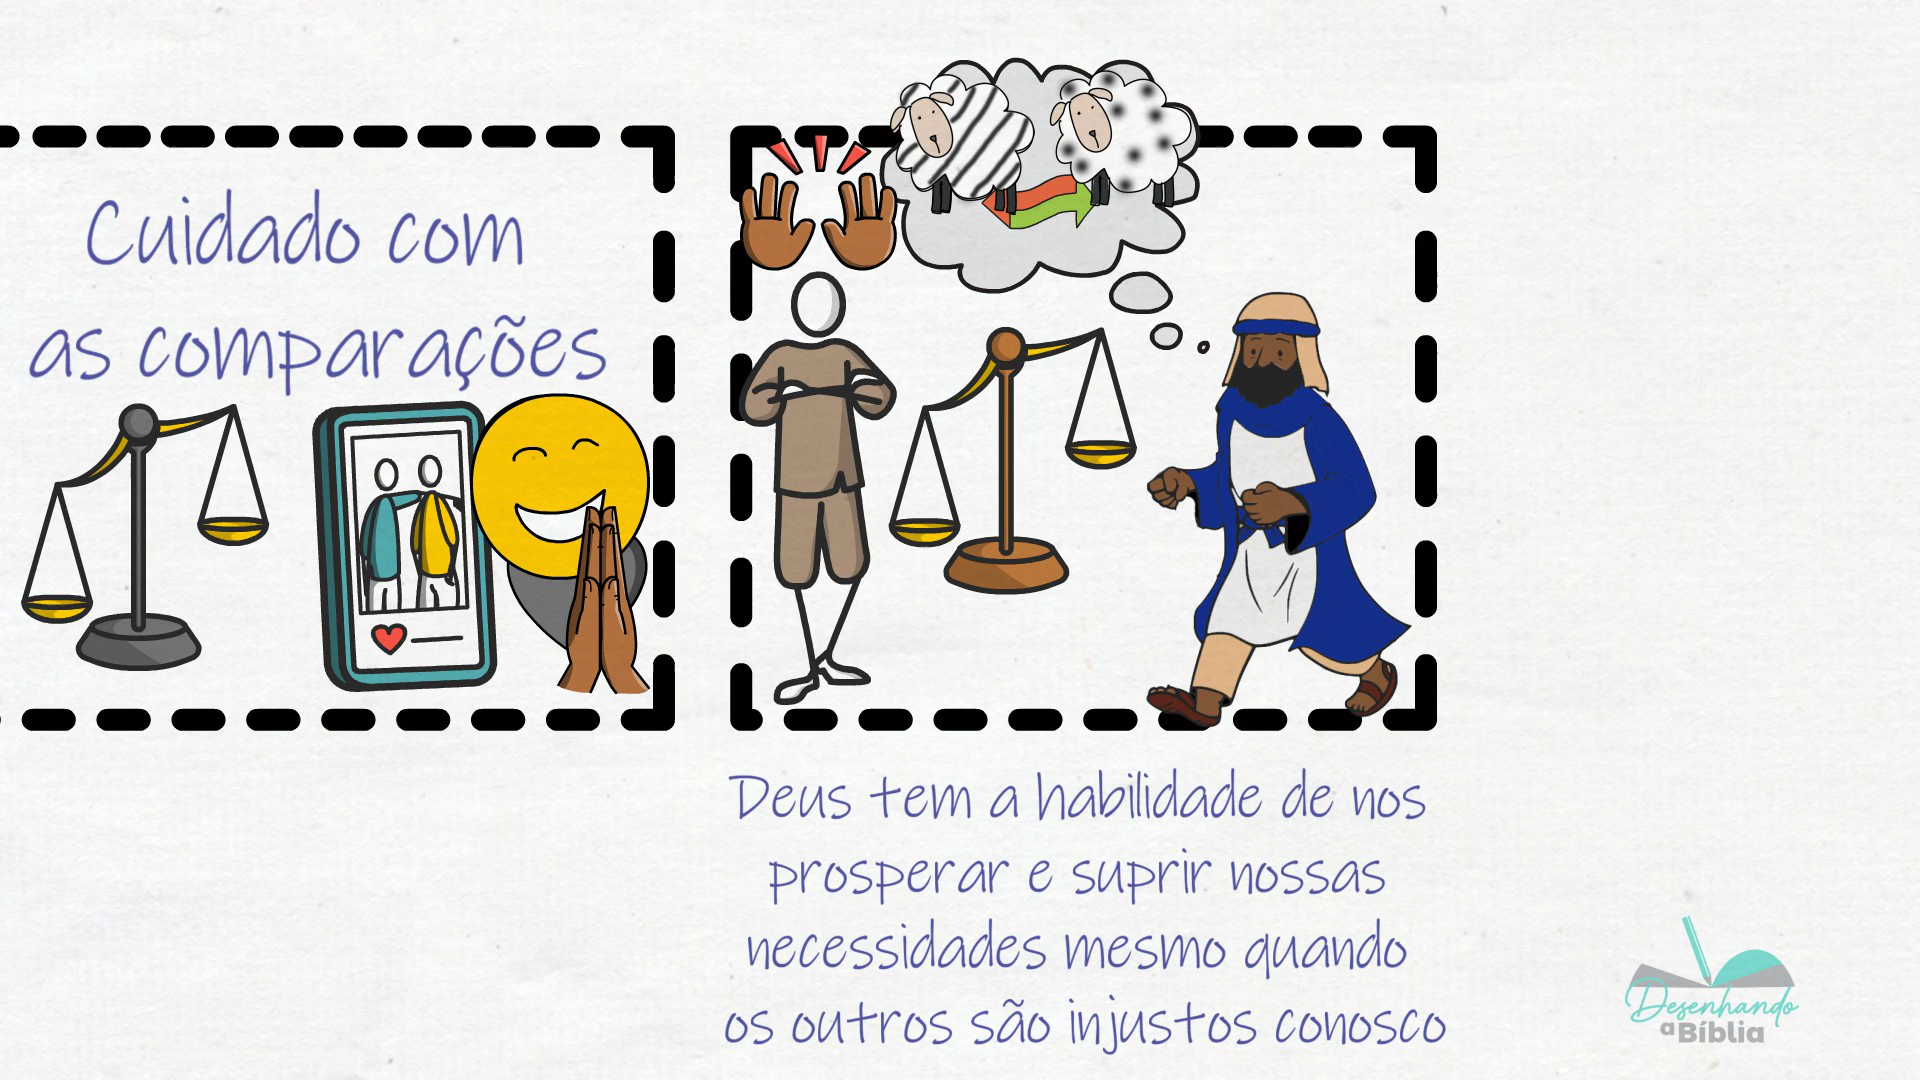 Cuidado com
as comparações
Deus tem a habilidade de nos
prosperar e suprir nossas
necessidades mesmo quando
os outros são injustos conosco
Desenhando
a Bíblia